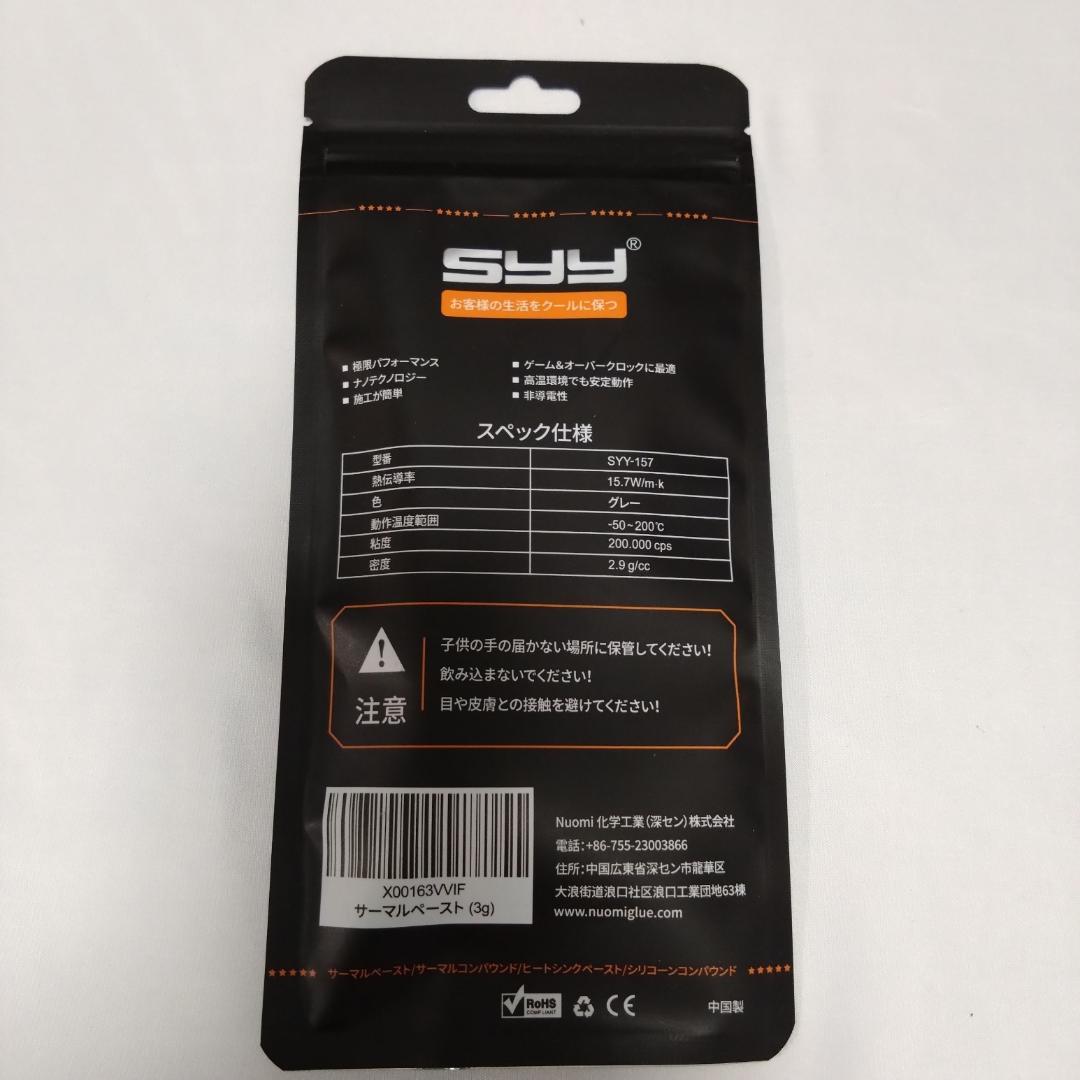 SYY®
お客様の生活をクールに保つ
■ 極限パフォーマンス
■ ナノテクノロジー
■ 施工が簡単
■ ゲーム&オーバークロックに最適
■ 高温環境でも安定動作
■ 非導電性
スペック仕様
型番 SYY-157
熱伝導率 15.7W/m-k
色 グレー
動作温度範囲 -50~200℃
粘度 200.000 cps
密度 2.9 g/cc
注意
子供の手の届かない場所に保管してください!
飲み込まないでください!
目や皮膚との接触を避けてください!
X00163VVIF
サーマルペースト (3g)
Nuomi 化学工業(深セン)株式会社
電話:+86-755-23003866
住所:中国広東省深セン市龍華区
大浪街道浪口社区浪口工業団地63棟
www.nuomiglue.com
サーマルペースト/サーマルコンパウンド/ヒートシンクペースト/シリコーンコンパウンド
RoHS
COMPLIANT
CE
中国製